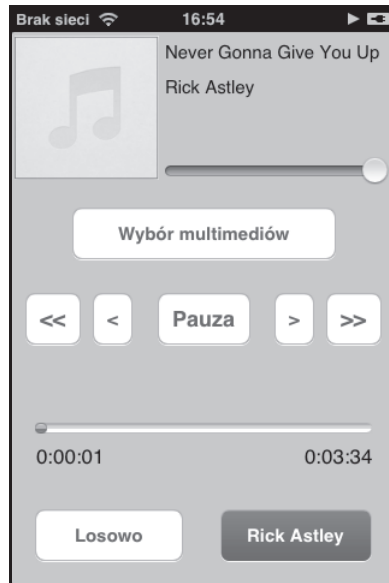 Brak sieci 16:54
Never Gonna Give You Up
Rick Astley
Wybór multimediów
<< < Pauza > >>
0:00:01 0:03:34
Losowo Rick Astley